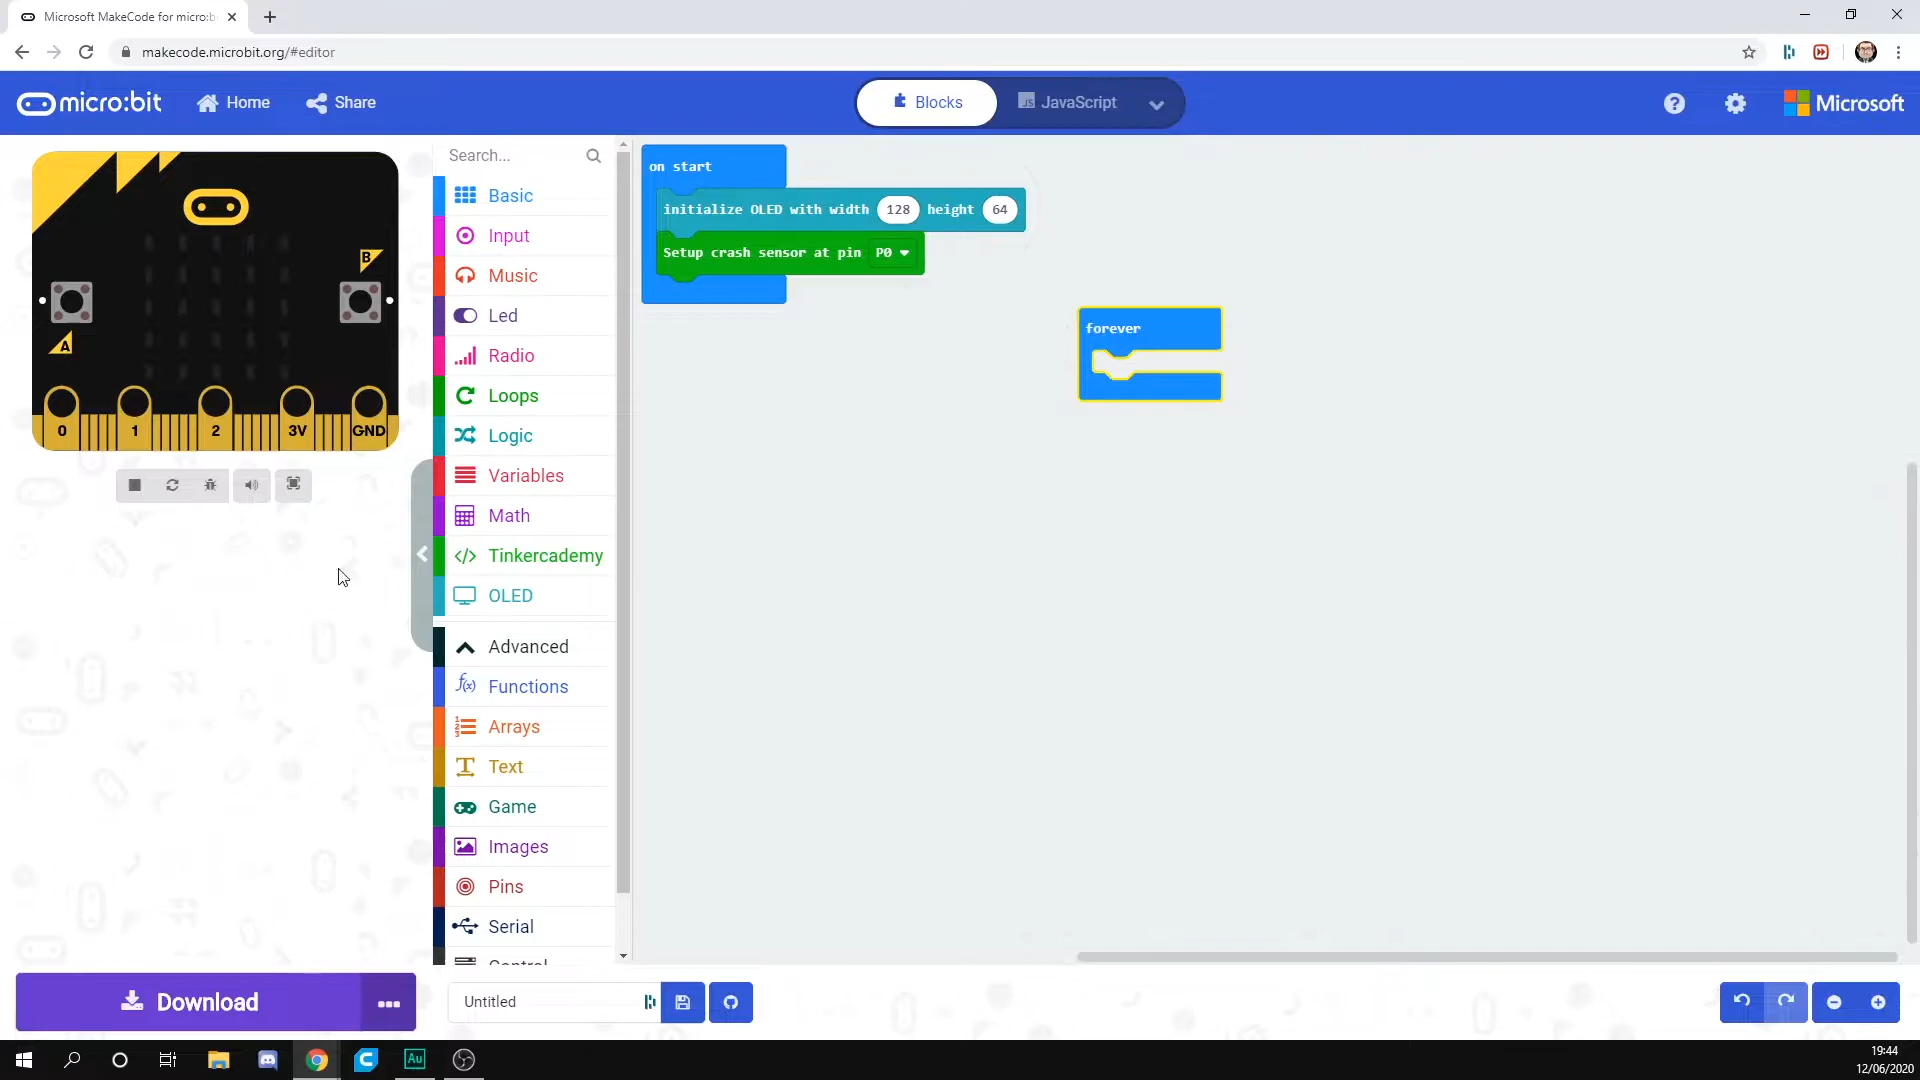 Microsoft MakeCode for micro:b
makecode.microbit.org/#editor
micro:bit
Home
Share
Blocks
JS
JavaScript
?
Microsoft
Search...
on start
initialize OLED with width 128 height 64
Setup crash sensor at pin P0
forever
B
A
0 1 2 3V GND
Basic
Input
Music
Led
Radio
Loops
Logic
Variables
Math
Tinkercademy
OLED
Advanced
f(x) Functions
Arrays
Text
Game
Images
Pins
Serial
Control
Download
Untitled
Au
19:44
12/06/2020